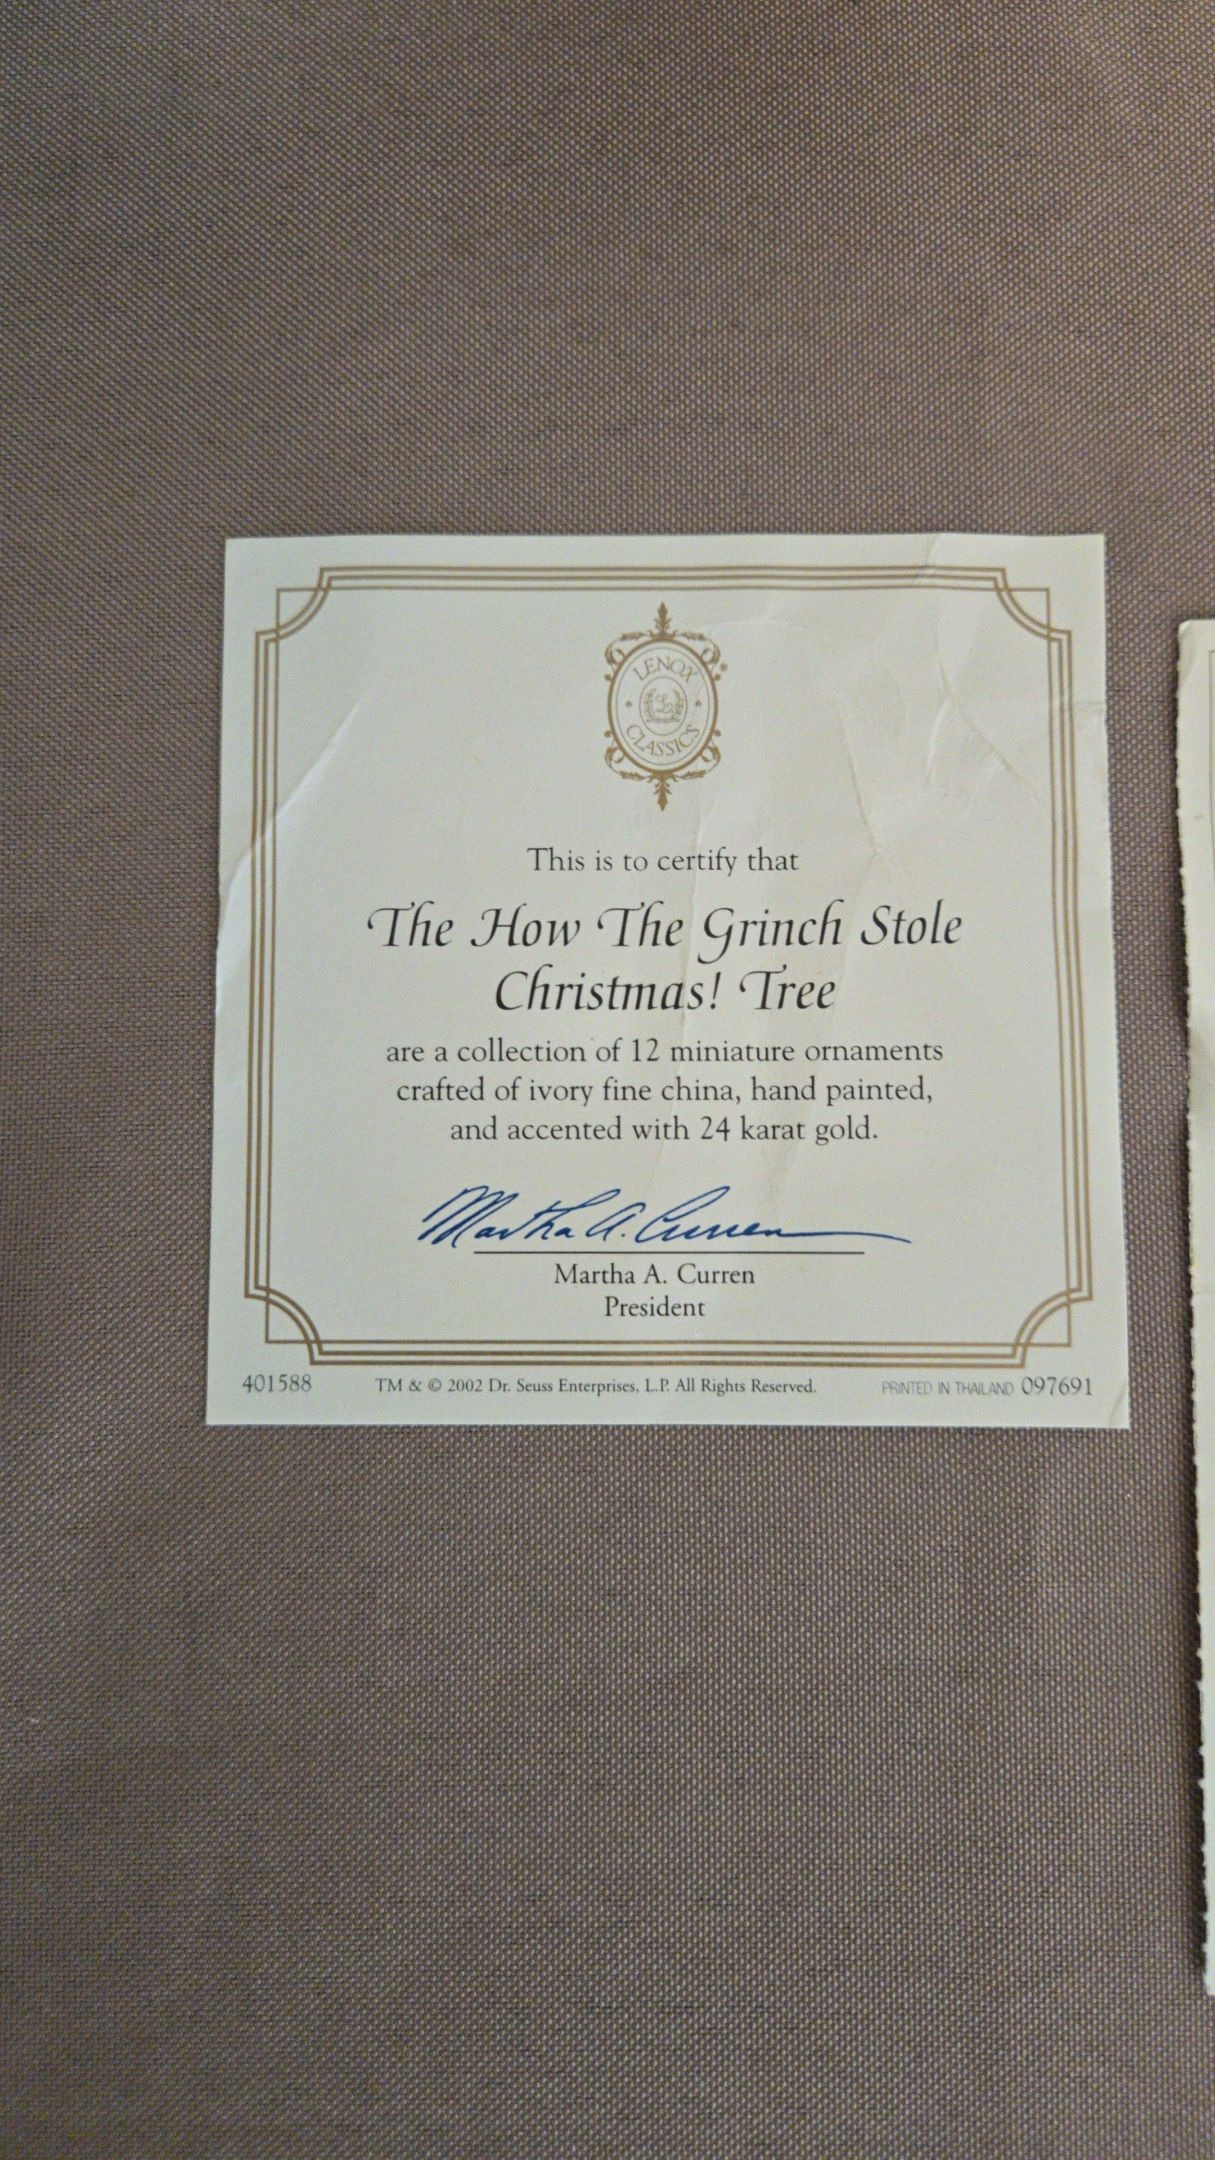 LENOX
CLASSICS
This is to certify that
The How The Grinch Stole
Christmas! Tree
are a collection of 12 miniature ornaments
crafted of ivory fine china, hand painted,
and accented with 24 karat gold.
Martha A. Curren
Martha A. Curren
President
401588
TM & © 2002 Dr. Seuss Enterprises, L.P. All Rights Reserved.
PRINTED IN THAILAND 097691